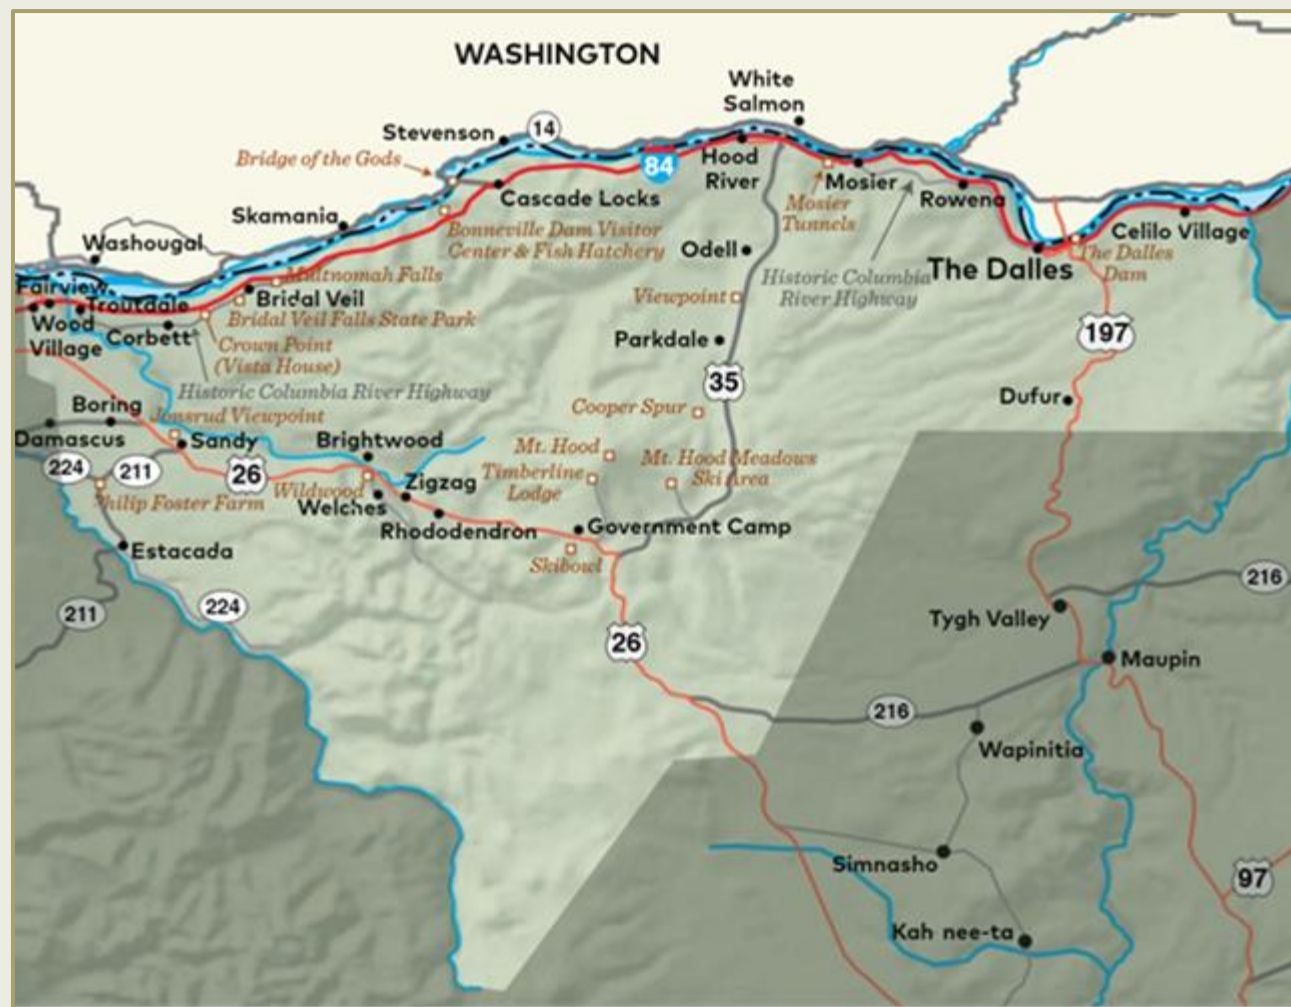 WASHINGTON
White
Salmon
Stevenson
14
Bridge of the Gods
84
Hood
River
Mosier
Cascade Locks
Rowena
Mosier
Tunnels
Skamania
Bonneville Dam Visitor
Center & Fish Hatchery
Celilo Village
Washougal
Odell
The Dalles
The Dalles
Dam
Historic Columbia
River Highway
Multnomah Falls
Fairview
Troutdale
Bridal Veil
Viewpoint
Bridal Veil Falls State Park
Wood
Village
Corbett
Crown Point
(Vista House)
Parkdale
197
35
Historic Columbia River Highway
Dufur
Boring
Jonsrud Viewpoint
Cooper Spur
Damascus
Sandy
Brightwood
Mt. Hood
Mt. Hood Meadows
Ski Area
224
211
26
Timberline
Lodge
Wildwood
Zigzag
Philip Foster Farm
Welches
Rhododendron
Government Camp
Estacada
Skibowl
216
211
224
Tygh Valley
26
Maupin
216
Wapinitia
Simnasho
97
Kah nee-ta